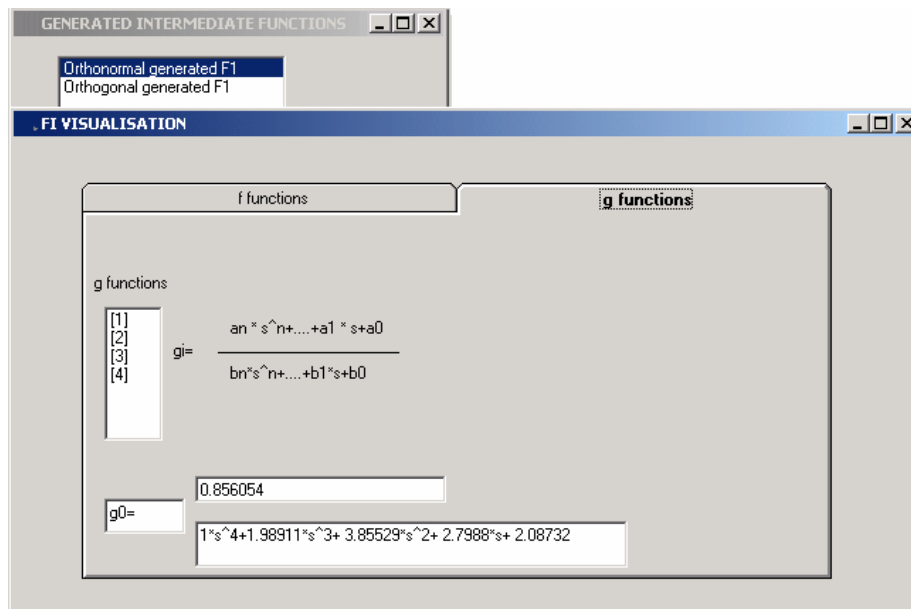 GENERATED INTERMEDIATE FUNCTIONS
Orthonormal generated F1
Orthogonal generated F1
FI VISUALISATION
f functions
g functions
g functions
[1]
[2]
[3]
[4]
gi=
an * s^n+....+a1 * s+a0
bn*s^n+....+b1*s+b0
g0=
0.856054
1*s^4+1.98911*s^3+ 3.85529*s^2+ 2.7988*s+ 2.08732